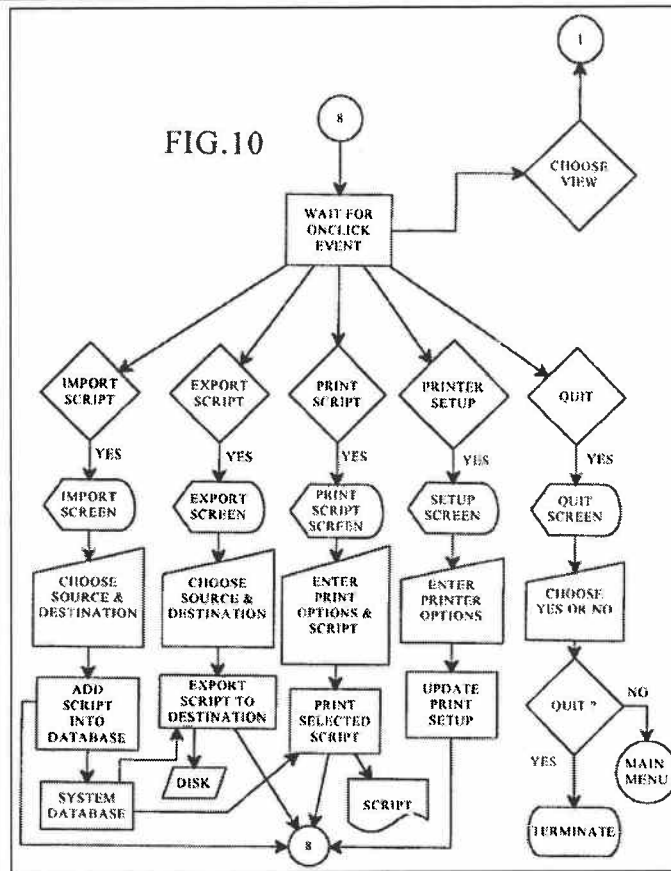 1
8
FIG.10
CHOOSE
VIEW
WAIT FOR
ONCLICK
EVENT
IMPORT
SCRIPT
EXPORT
SCRIPT
PRINT
SCRIPT
PRINTER
SETUP
QUIT
YES
YES
YES
YES
YES
IMPORT
SCREEN
EXPORT
SCREEN
PRINT
SCRIPT
SCREEN
SETUP
SCREEN
QUIT
SCREEN
CHOOSE
SOURCE &
DESTINATION
CHOOSE
SOURCE &
DESTINATION
ENTER
PRINT
OPTIONS &
SCRIPT
ENTER
PRINTER
OPTIONS
CHOOSE
YES OR NO
ADD
SCRIPT
INTO
DATABASE
EXPORT
SCRIPT TO
DESTINATION
PRINT
SELECTED
SCRIPT
UPDATE
PRINT
SETUP
QUIT ?
NO
MAIN
MENU
YES
SYSTEM
DATABASE
DISK
SCRIPT
8
TERMINATE